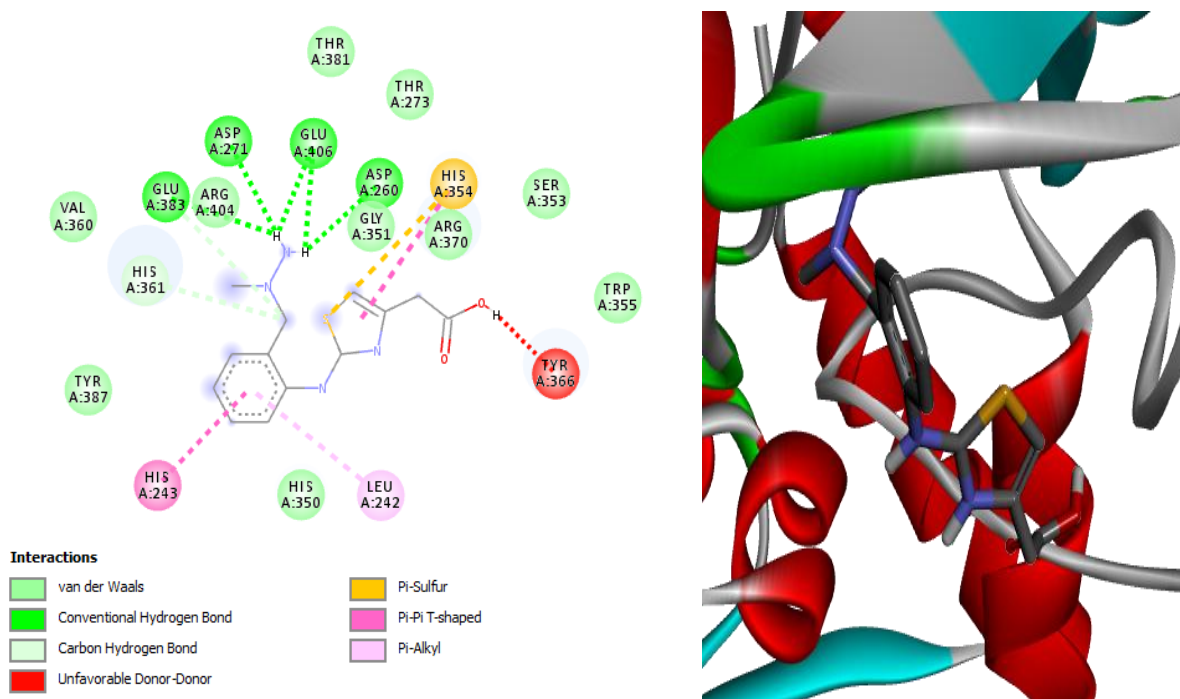 THR
A:381
THR
A:273
ASP
A:271
GLU
A:406
GLU
A:383
ARG
A:404
ASP
A:260
HIS
A:354
SER
A:353
VAL
A:360
GLY
A:351
ARG
A:370
H
N
H
HIS
A:361
N
S
TRP
A:355
O
H
N
O
TYR
A:366
TYR
A:387
N
HIS
A:243
HIS
A:350
LEU
A:242
Interactions
van der Waals
Conventional Hydrogen Bond
Carbon Hydrogen Bond
Unfavorable Donor-Donor
Pi-Sulfur
Pi-Pi T-shaped
Pi-Alkyl